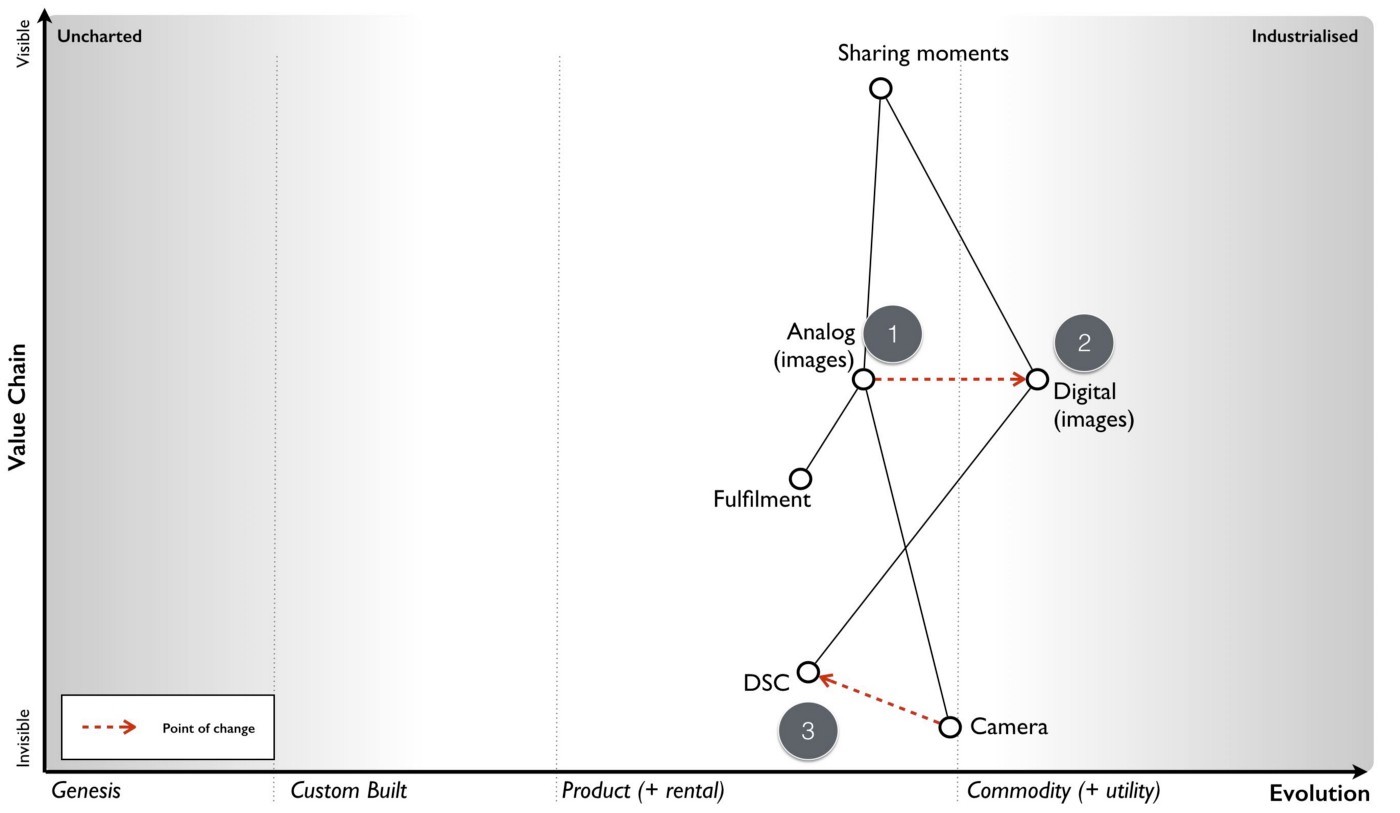 Visible
Uncharted
Industrialised
Sharing moments
Analog
(images)
1
2
Digital
(images)
Value Chain
Fulfilment
DSC
3
Camera
Point of change
Invisible
Genesis
Custom Built
Product (+ rental)
Commodity (+ utility)
Evolution